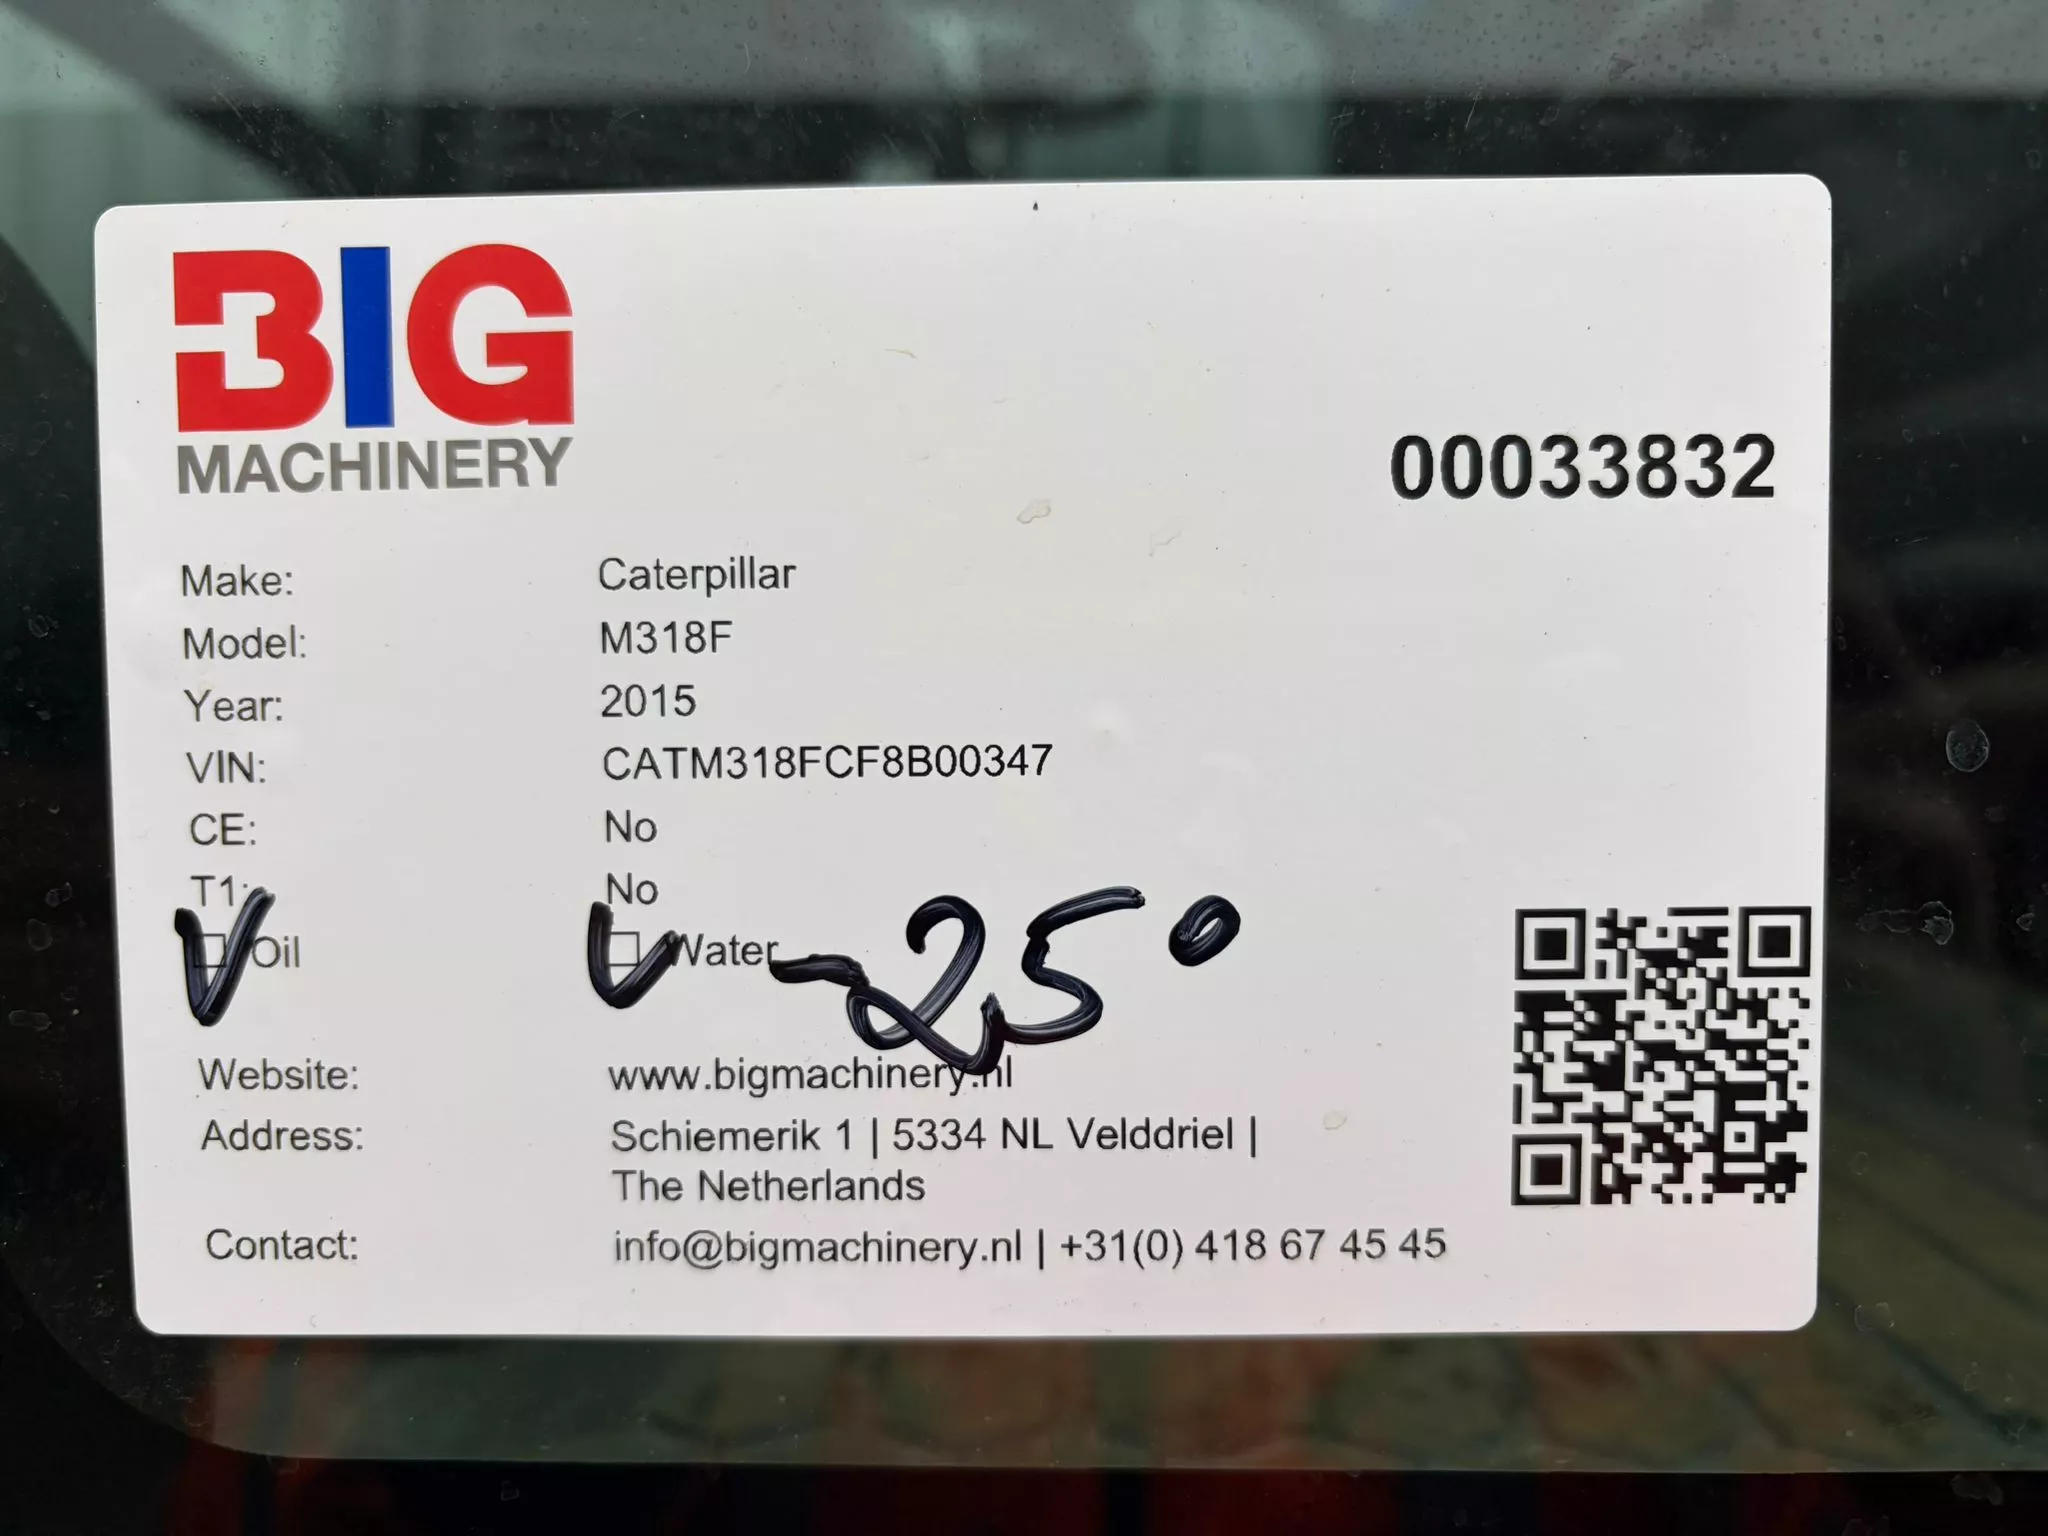 BIG
MACHINERY
00033832
Make: Caterpillar
Model: M318F
Year: 2015
VIN: CATM318FCF8B00347
CE: No
T1: No
Oil Water -25°
Website: www.bigmachinery.nl
Address: Schiemerik 1 | 5334 NL Velddriel |
The Netherlands
Contact: info@bigmachinery.nl | +31(0) 418 67 45 45